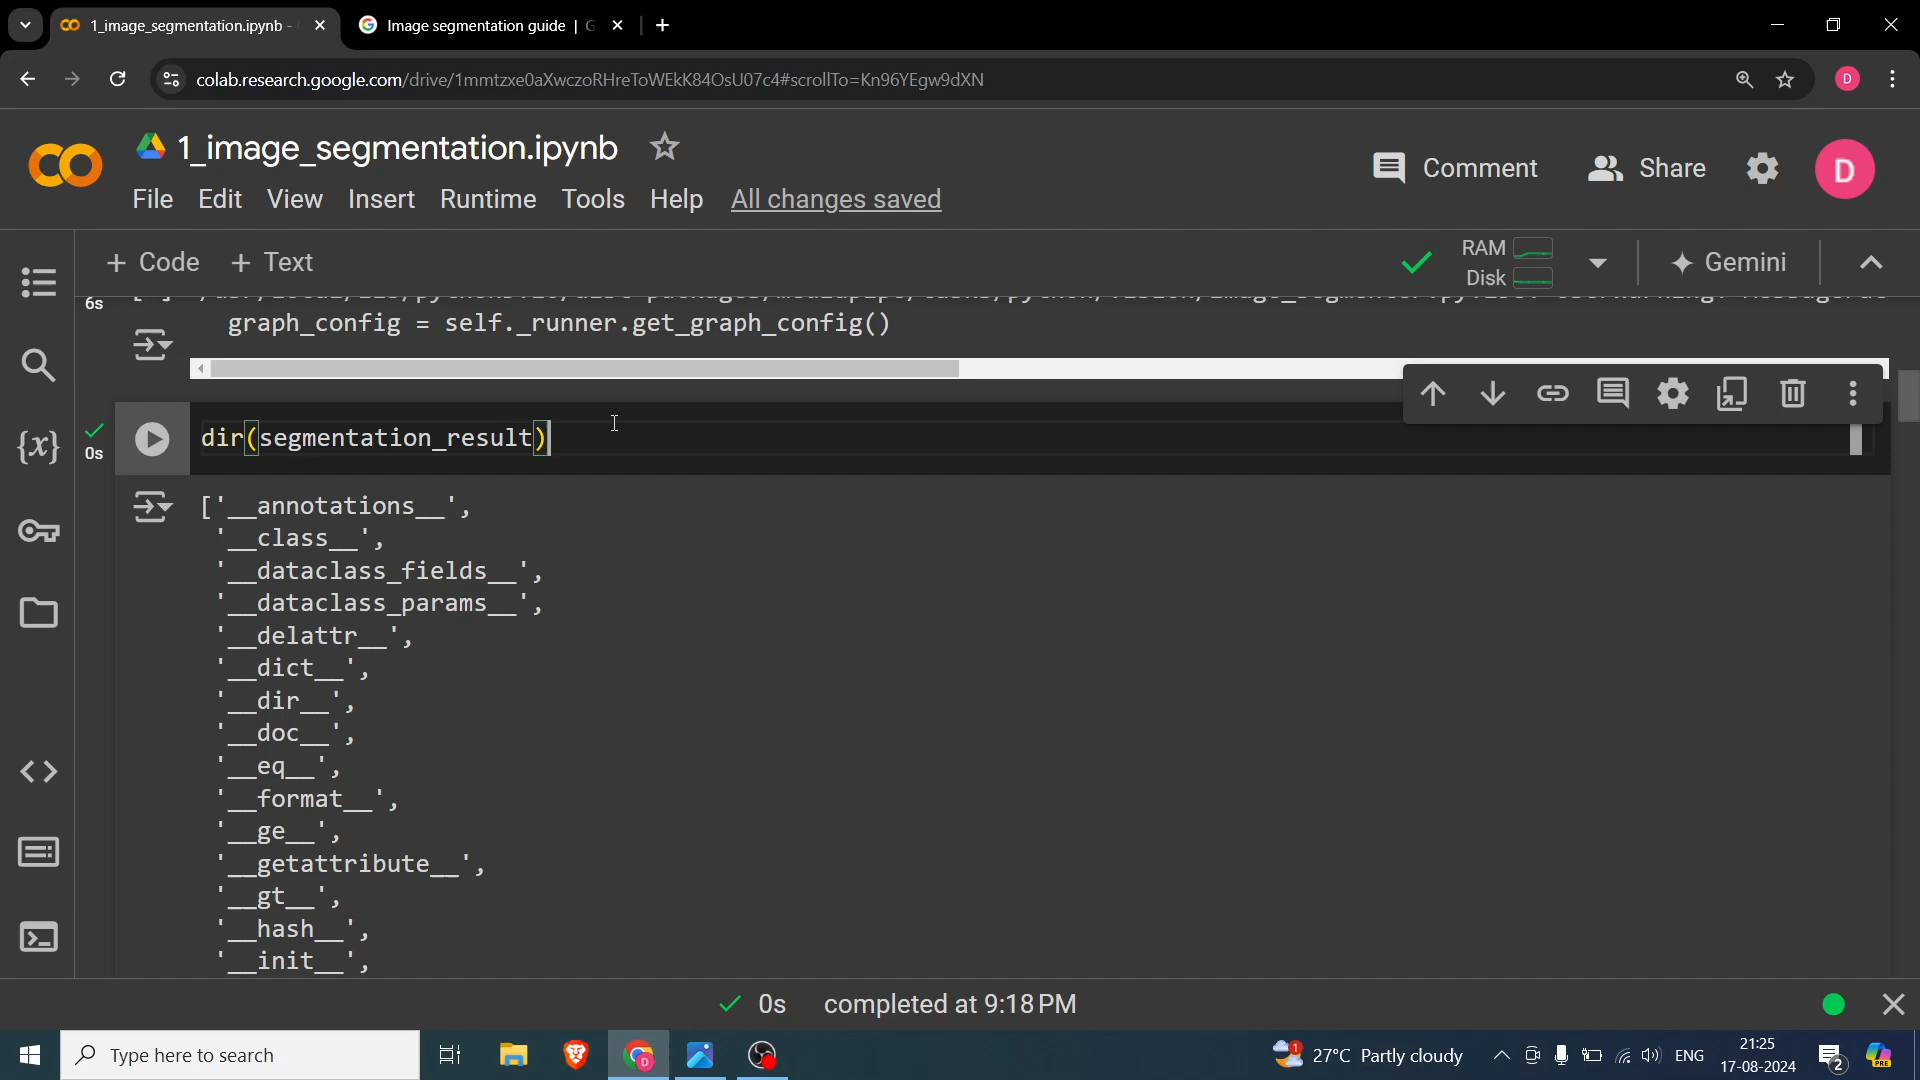 1_image_segmentation.ipynb -
Image segmentation guide | G
colab.research.google.com/drive/1mmtzxe0aXwczoRHreToWEkK84OsU07c4#scrollTo=Kn96YEgw9dXN
D
1_image_segmentation.ipynb
Comment
Share
D
File Edit View Insert Runtime Tools Help All changes saved
+ Code + Text
RAM
Disk
Gemini
6s
graph_config = self._runner.get_graph_config()
0s
dir(segmentation_result)
['__annotations__',
'__class__',
'__dataclass_fields__',
'__dataclass_params__',
'__delattr__',
'__dict__',
'__dir__',
'__doc__',
'__eq__',
'__format__',
'__ge__',
'__getattribute__',
'__gt__',
'__hash__',
'__init__',
0s completed at 9:18 PM
Type here to search
D
1
27°C Partly cloudy
ENG
21:25
17-08-2024
2
PRE